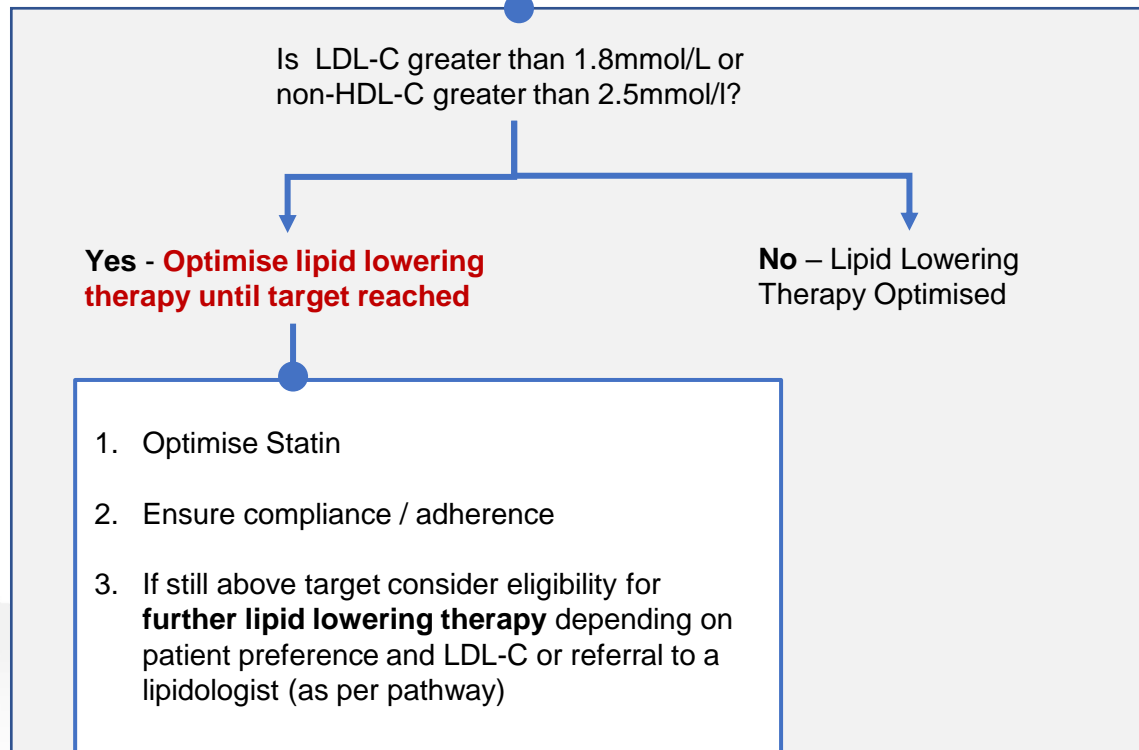 Is LDL-C greater than 1.8mmol/L or
non-HDL-C greater than 2.5mmol/l?
Yes - Optimise lipid lowering
therapy until target reached
No – Lipid Lowering
Therapy Optimised
1. Optimise Statin
2. Ensure compliance / adherence
3. If still above target consider eligibility for
further lipid lowering therapy depending on
patient preference and LDL-C or referral to a
lipidologist (as per pathway)